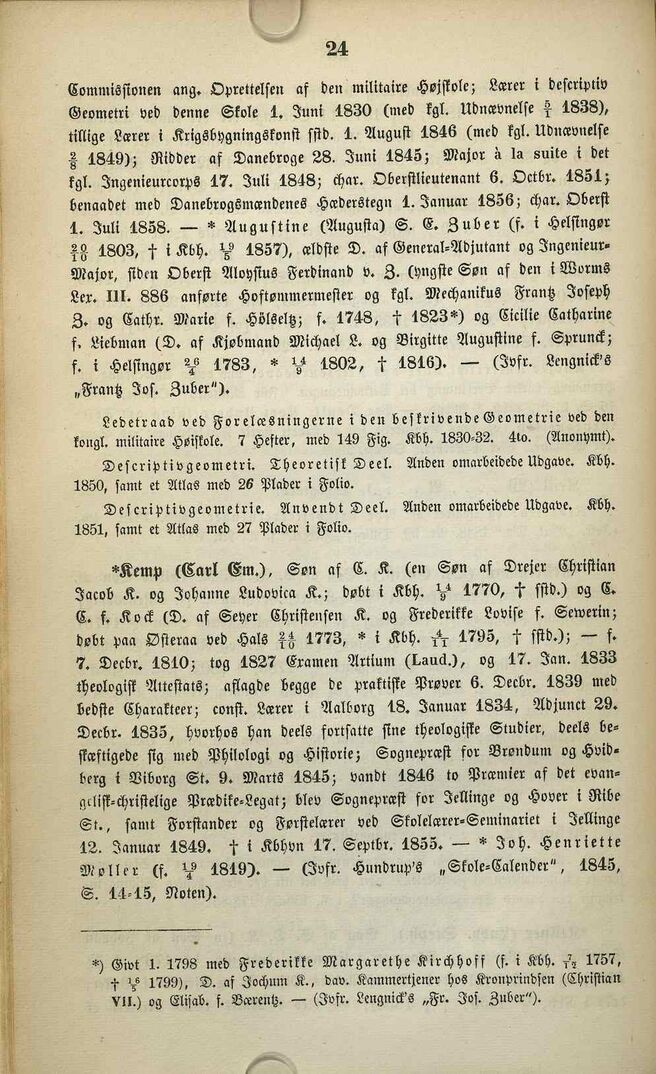 24
Commissionen ang. Oprettelsen af den militaire Højskole; Lærer i descriptiv
Geometri ved denne Skole 1. Juni 1830 (med kgl. Udnævnelse 5/1 1838),
tillige Lærer i Krigsbygningskonst sstd. 1. August 1846 (med kgl. Udnævnelse
2/8 1849); Ridder af Danebroge 28. Juni 1845; Major à la suite i det
kgl. Ingenieurcorps 17. Juli 1848; char. Oberstlieutenant 6. Octbr. 1851;
benaadet med Danebrogsmændenes Hæderstegn 1. Januar 1856; char. Oberst
1. Juli 1858. — * Augustine (Augusta) S. E. Zuber (f. i Helsingør
20/10 1803, † i Kbh. 19/5 1857), ældste D. af General-Adjutant og Ingenieur-
Major, siden Oberst Aloysius Ferdinand v. Z. (yngste Søn af den i Worms
Lex. III. 886 anførte Hoftømmermester og kgl. Mechanikus Frantz Joseph
Z. og Cathr. Marie f. Hölseltz; f. 1748, † 1823*) og Cicilie Catharine
f. Liebman (D. af Kjøbmand Michael L. og Birgitte Augustine f. Sprunck;
f. i Helsingør 26/4 1783, * 14/9 1802, † 1816). — (Jvfr. Lengnick's
„Frantz Jos. Zuber").
Ledetraad ved Forelæsningerne i den beskrivende Geometrie ved den
kongl. militaire Høiskole. 7 Hefter, med 149 Fig. Kbh. 1830-32. 4to. (Anonymt).
Descriptivgeometri. Theoretisk Deel. Anden omarbeidede Udgave. Kbh.
1850, samt et Atlas med 26 Plader i Folio.
Descriptivgeometrie. Anvendt Deel. Anden omarbeidede Udgave. Kbh.
1851, samt et Atlas med 27 Plader i Folio.
*Kemp (Carl Em.), Søn af C. K. (en Søn af Drejer Christian
Jacob K. og Johanne Ludovica K.; døbt i Kbh. 14/9 1770, † sstd.) og C.
C. f. Kock (D. af Seyer Christensen K. og Frederikke Lovise f. Sewerin;
døbt paa Østeraa ved Hals 24/10 1773, * i Kbh. 4/11 1795, † sstd.); — f.
7. Decbr. 1810; tog 1827 Examen Artium (Laud.), og 17. Jan. 1833
theologisk Attestats; aflagde begge de praktiske Prøver 6. Decbr. 1839 med
bedste Charakteer; const. Lærer i Aalborg 18. Januar 1834, Adjunct 29.
Decbr. 1835, hvorhos han deels fortsatte sine theologiske Studier, deels be-
skæftigede sig med Philologi og Historie; Sognepræst for Brøndum og Hvid-
berg i Viborg St. 9. Marts 1845; vandt 1846 to Præmier af det evan-
gelisk-christelige Prædike-Legat; blev Sognepræst for Jellinge og Hover i Ribe
St., samt Forstander og Førstelærer ved Skolelærer-Seminariet i Jellinge
12. Januar 1849. † i Kbhvn 17. Septbr. 1855. — * Joh. Henriette
Møller (f. 19/4 1819). — (Jvfr. Hundrup's „Skole-Calender", 1845,
S. 14-15, Noten).
*) Givt 1. 1798 med Frederikke Margarethe Kirchhoff (f. i Kbh. 7/12 1757,
† 16/5 1799), D. af Jochum K., dav. Kammertjener hos Kronprindsen (Christian
VII.) og Elisab. f. Bærentz. — (Jvfr. Lengnick's „Fr. Jos. Zuber").